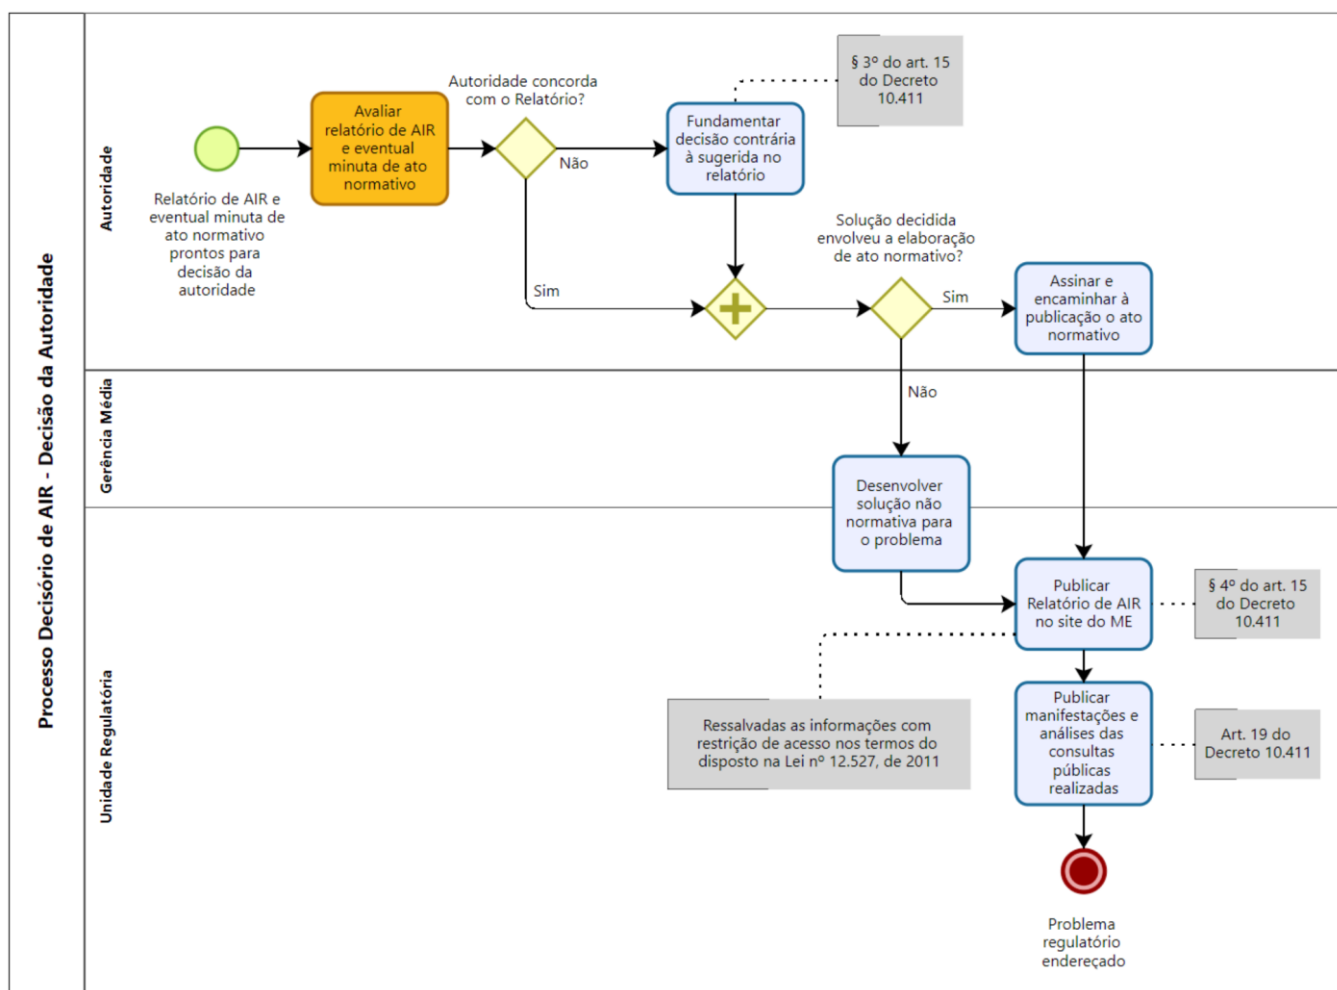 Processo Decisório de AIR - Decisão da Autoridade
Autoridade
Relatório de AIR e
eventual minuta de
ato normativo
prontos para
decisão da
autoridade
Avaliar
relatório de AIR
e eventual
minuta de ato
normativo
Autoridade concorda
com o Relatório?
Não
Sim
Fundamentar
decisão contrária
à sugerida no
relatório
§ 3º do art. 15
do Decreto
10.411
Solução decidida
envolveu a elaboração
de ato normativo?
Sim
Não
Assinar e
encaminhar à
publicação o ato
normativo
Gerência Média
Desenvolver
solução não
normativa para
o problema
Unidade Regulatória
Publicar
Relatório de AIR
no site do ME
§ 4º do art. 15
do Decreto
10.411
Ressalvadas as informações com
restrição de acesso nos termos do
disposto na Lei nº 12.527, de 2011
Publicar
manifestações e
análises das
consultas
públicas
realizadas
Art. 19 do
Decreto 10.411
Problema
regulatório
endereçado